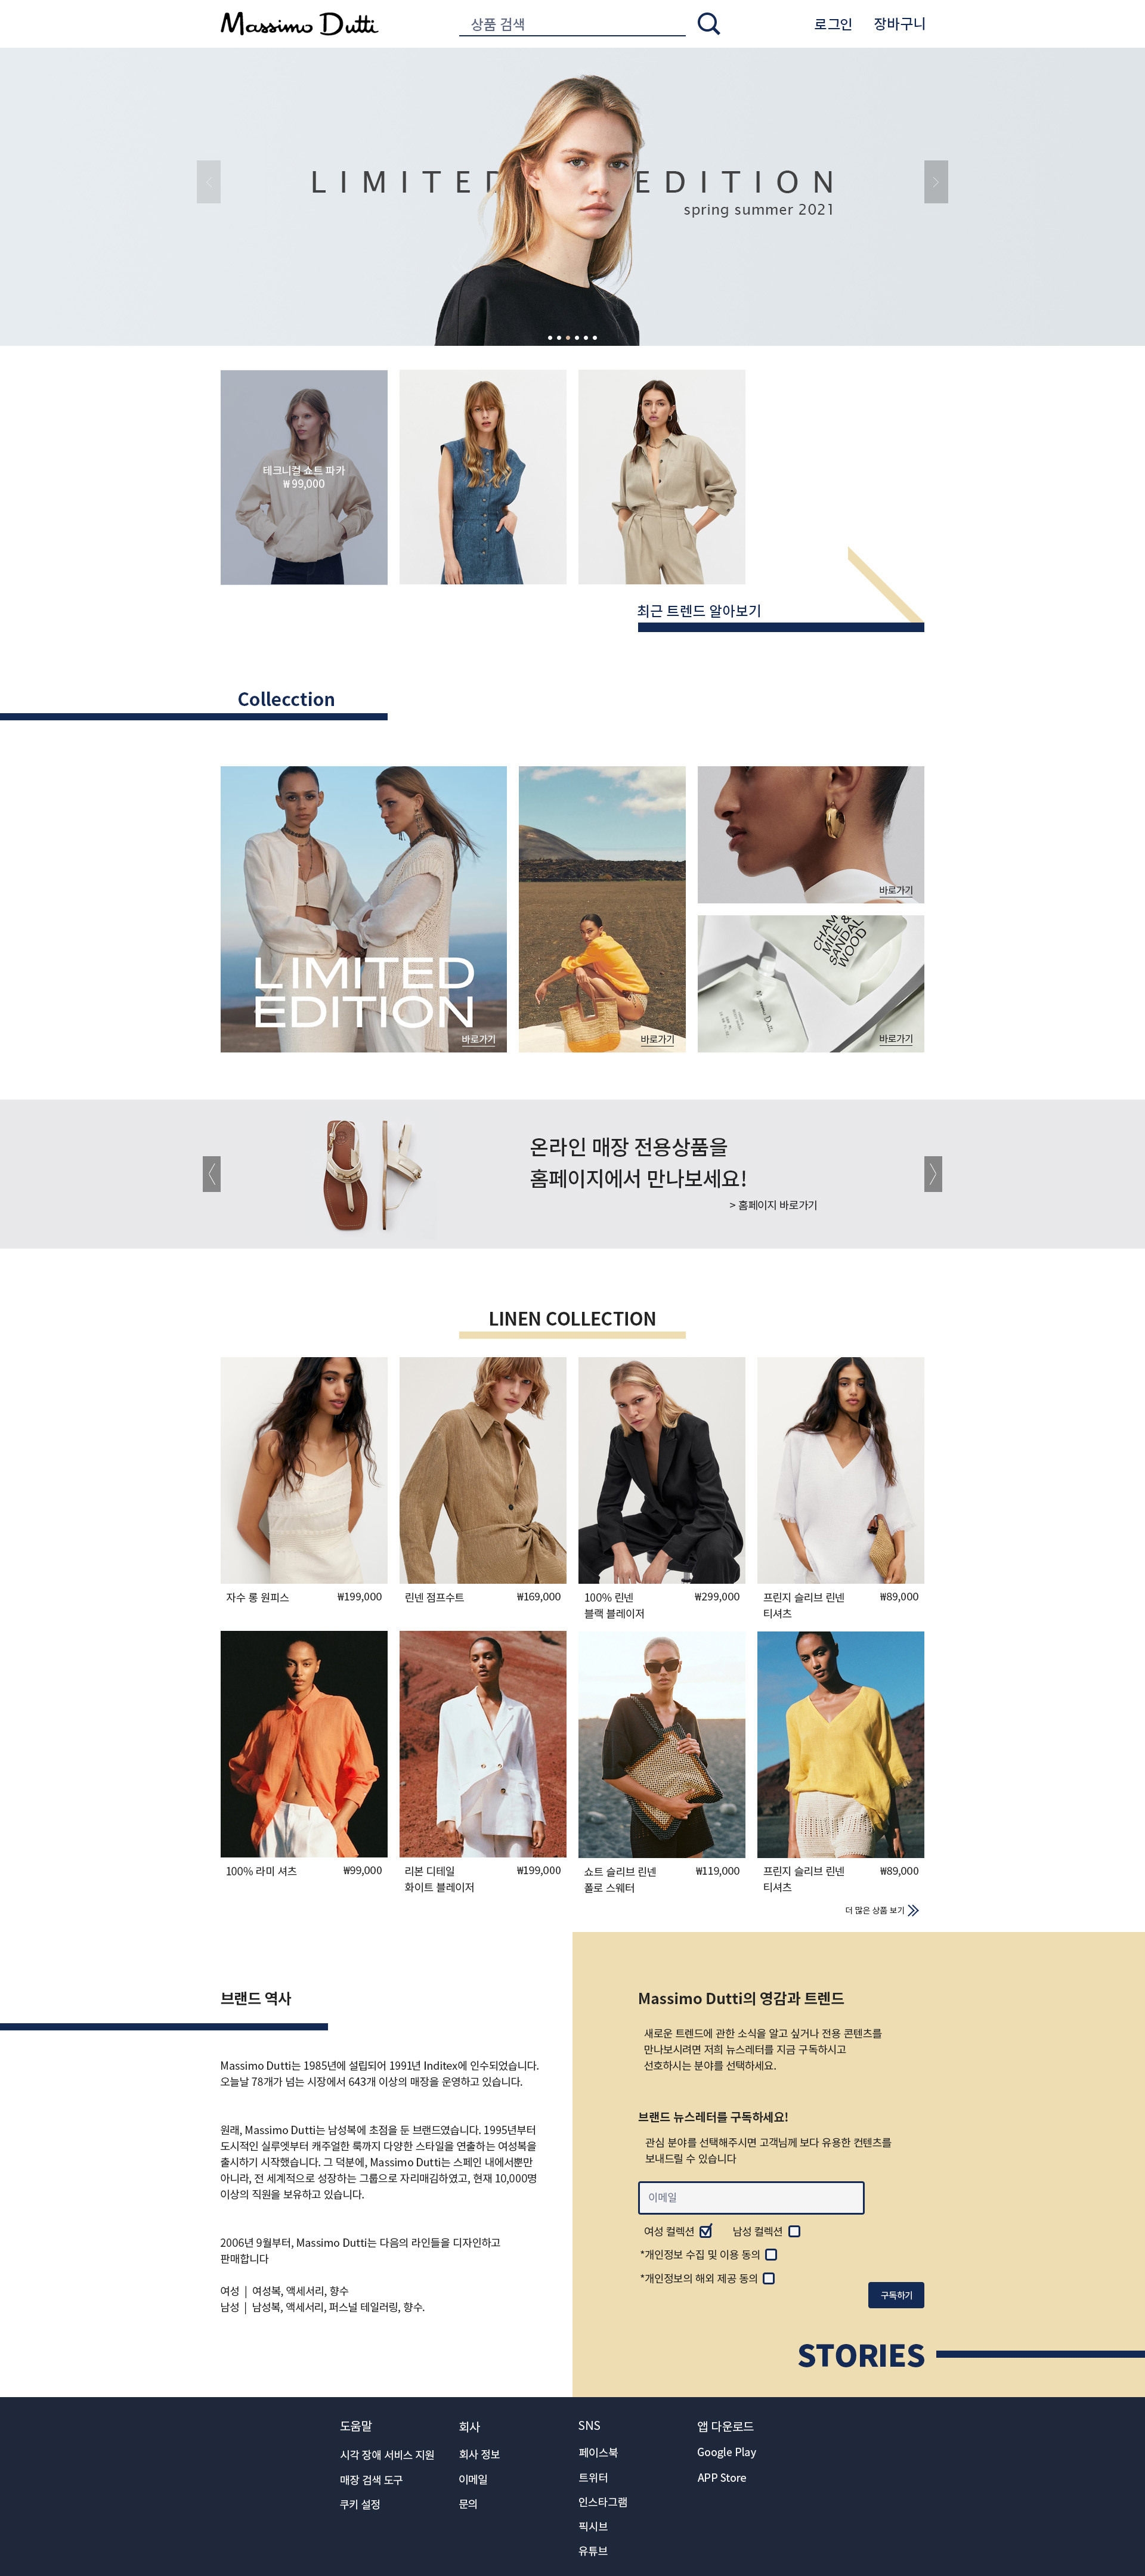 Massimo Dutti
상품 검색
로그인
장바구니
LIMITED EDITION
spring summer 2021
테크니컬 쇼트 파카
₩ 99,000
최근 트렌드 알아보기
Collecction
LIMITED
EDITION
바로가기
바로가기
바로가기
CHAM
MILE &
SANDAL
WOOD
Massimo Dutti
바로가기
온라인 매장 전용상품을
홈페이지에서 만나보세요!
> 홈페이지 바로가기
LINEN COLLECTION
자수 롱 원피스 ₩199,000
린넨 점프수트 ₩169,000
100% 린넨 ₩299,000
블랙 블레이저
프린지 슬리브 린넨 ₩89,000
티셔츠
100% 라미 셔츠 ₩99,000
리본 디테일 ₩199,000
화이트 블레이저
쇼트 슬리브 린넨 ₩119,000
폴로 스웨터
프린지 슬리브 린넨 ₩89,000
티셔츠
더 많은 상품 보기
브랜드 역사
Massimo Dutti는 1985년에 설립되어 1991년 Inditex에 인수되었습니다.
오늘날 78개가 넘는 시장에서 643개 이상의 매장을 운영하고 있습니다.
원래, Massimo Dutti는 남성복에 초점을 둔 브랜드였습니다. 1995년부터
도시적인 실루엣부터 캐주얼한 룩까지 다양한 스타일을 연출하는 여성복을
출시하기 시작했습니다. 그 덕분에, Massimo Dutti는 스페인 내에서뿐만
아니라, 전 세계적으로 성장하는 그룹으로 자리매김하였고, 현재 10,000명
이상의 직원을 보유하고 있습니다.
2006년 9월부터, Massimo Dutti는 다음의 라인들을 디자인하고
판매합니다
여성 | 여성복, 액세서리, 향수
남성 | 남성복, 액세서리, 퍼스널 테일러링, 향수.
Massimo Dutti의 영감과 트렌드
새로운 트렌드에 관한 소식을 알고 싶거나 전용 콘텐츠를
만나보시려면 저희 뉴스레터를 지금 구독하시고
선호하시는 분야를 선택하세요.
브랜드 뉴스레터를 구독하세요!
관심 분야를 선택해주시면 고객님께 보다 유용한 컨텐츠를
보내드릴 수 있습니다
이메일
여성 컬렉션 남성 컬렉션
*개인정보 수집 및 이용 동의
*개인정보의 해외 제공 동의
구독하기
STORIES
도움말
시각 장애 서비스 지원
매장 검색 도구
쿠키 설정
회사
회사 정보
이메일
문의
SNS
페이스북
트위터
인스타그램
픽시브
유튜브
앱 다운로드
Google Play
APP Store